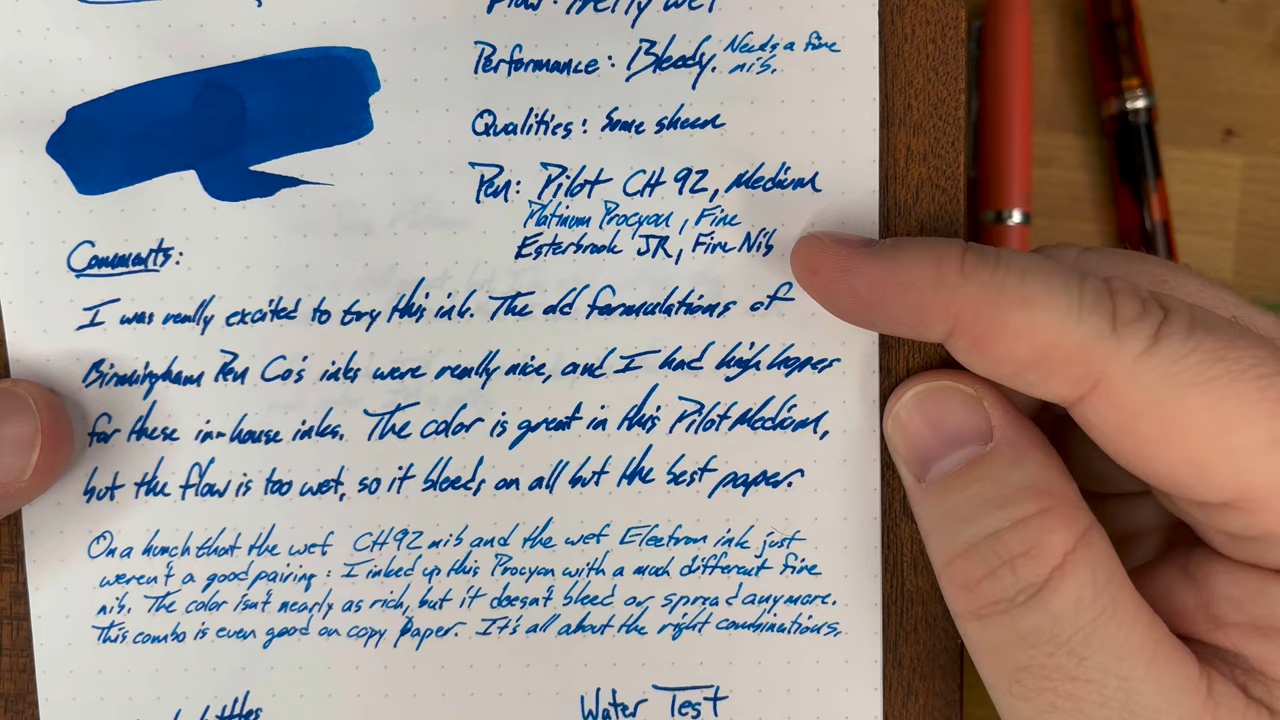 Flow: Pretty wet
Performance: Bleedy. Needs a fine
nib.
Qualities: Some sheen
Pen: Pilot CH 92, Medium
Platinum Procyon, Fine
Esterbrook JR, Fine Nib
Comments:
I was really excited to try this ink. The old formulations of
Birmingham Pen Co's inks were really nice, and I had high hopes
for these in-house inks. The color is great in this Pilot Medium,
but the flow is too wet, so it bleeds on all but the best paper.
On a hunch that the wet CH92 nib and the wet Electron ink just
weren't a good pairing: I inked up this Procyon with a much different fine
nib. The color isn't nearly as rich, but it doesn't bleed or spread anymore.
This combo is even good on copy paper. It's all about the right combinations.
Water Test